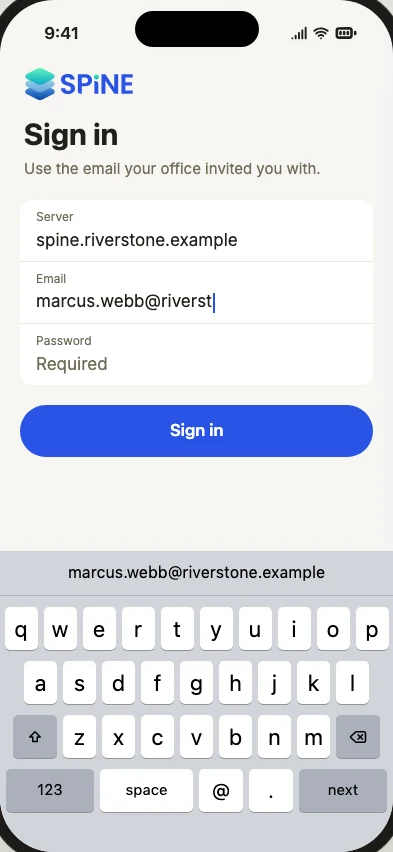 9:41
SPiNE
Sign in
Use the email your office invited you with.
Server
spine.riverstone.example
Email
marcus.webb@riverst
Password
Required
Sign in
marcus.webb@riverstone.example
q w e r t y u i o p
a s d f g h j k l
z x c v b n m
123 space @ . next